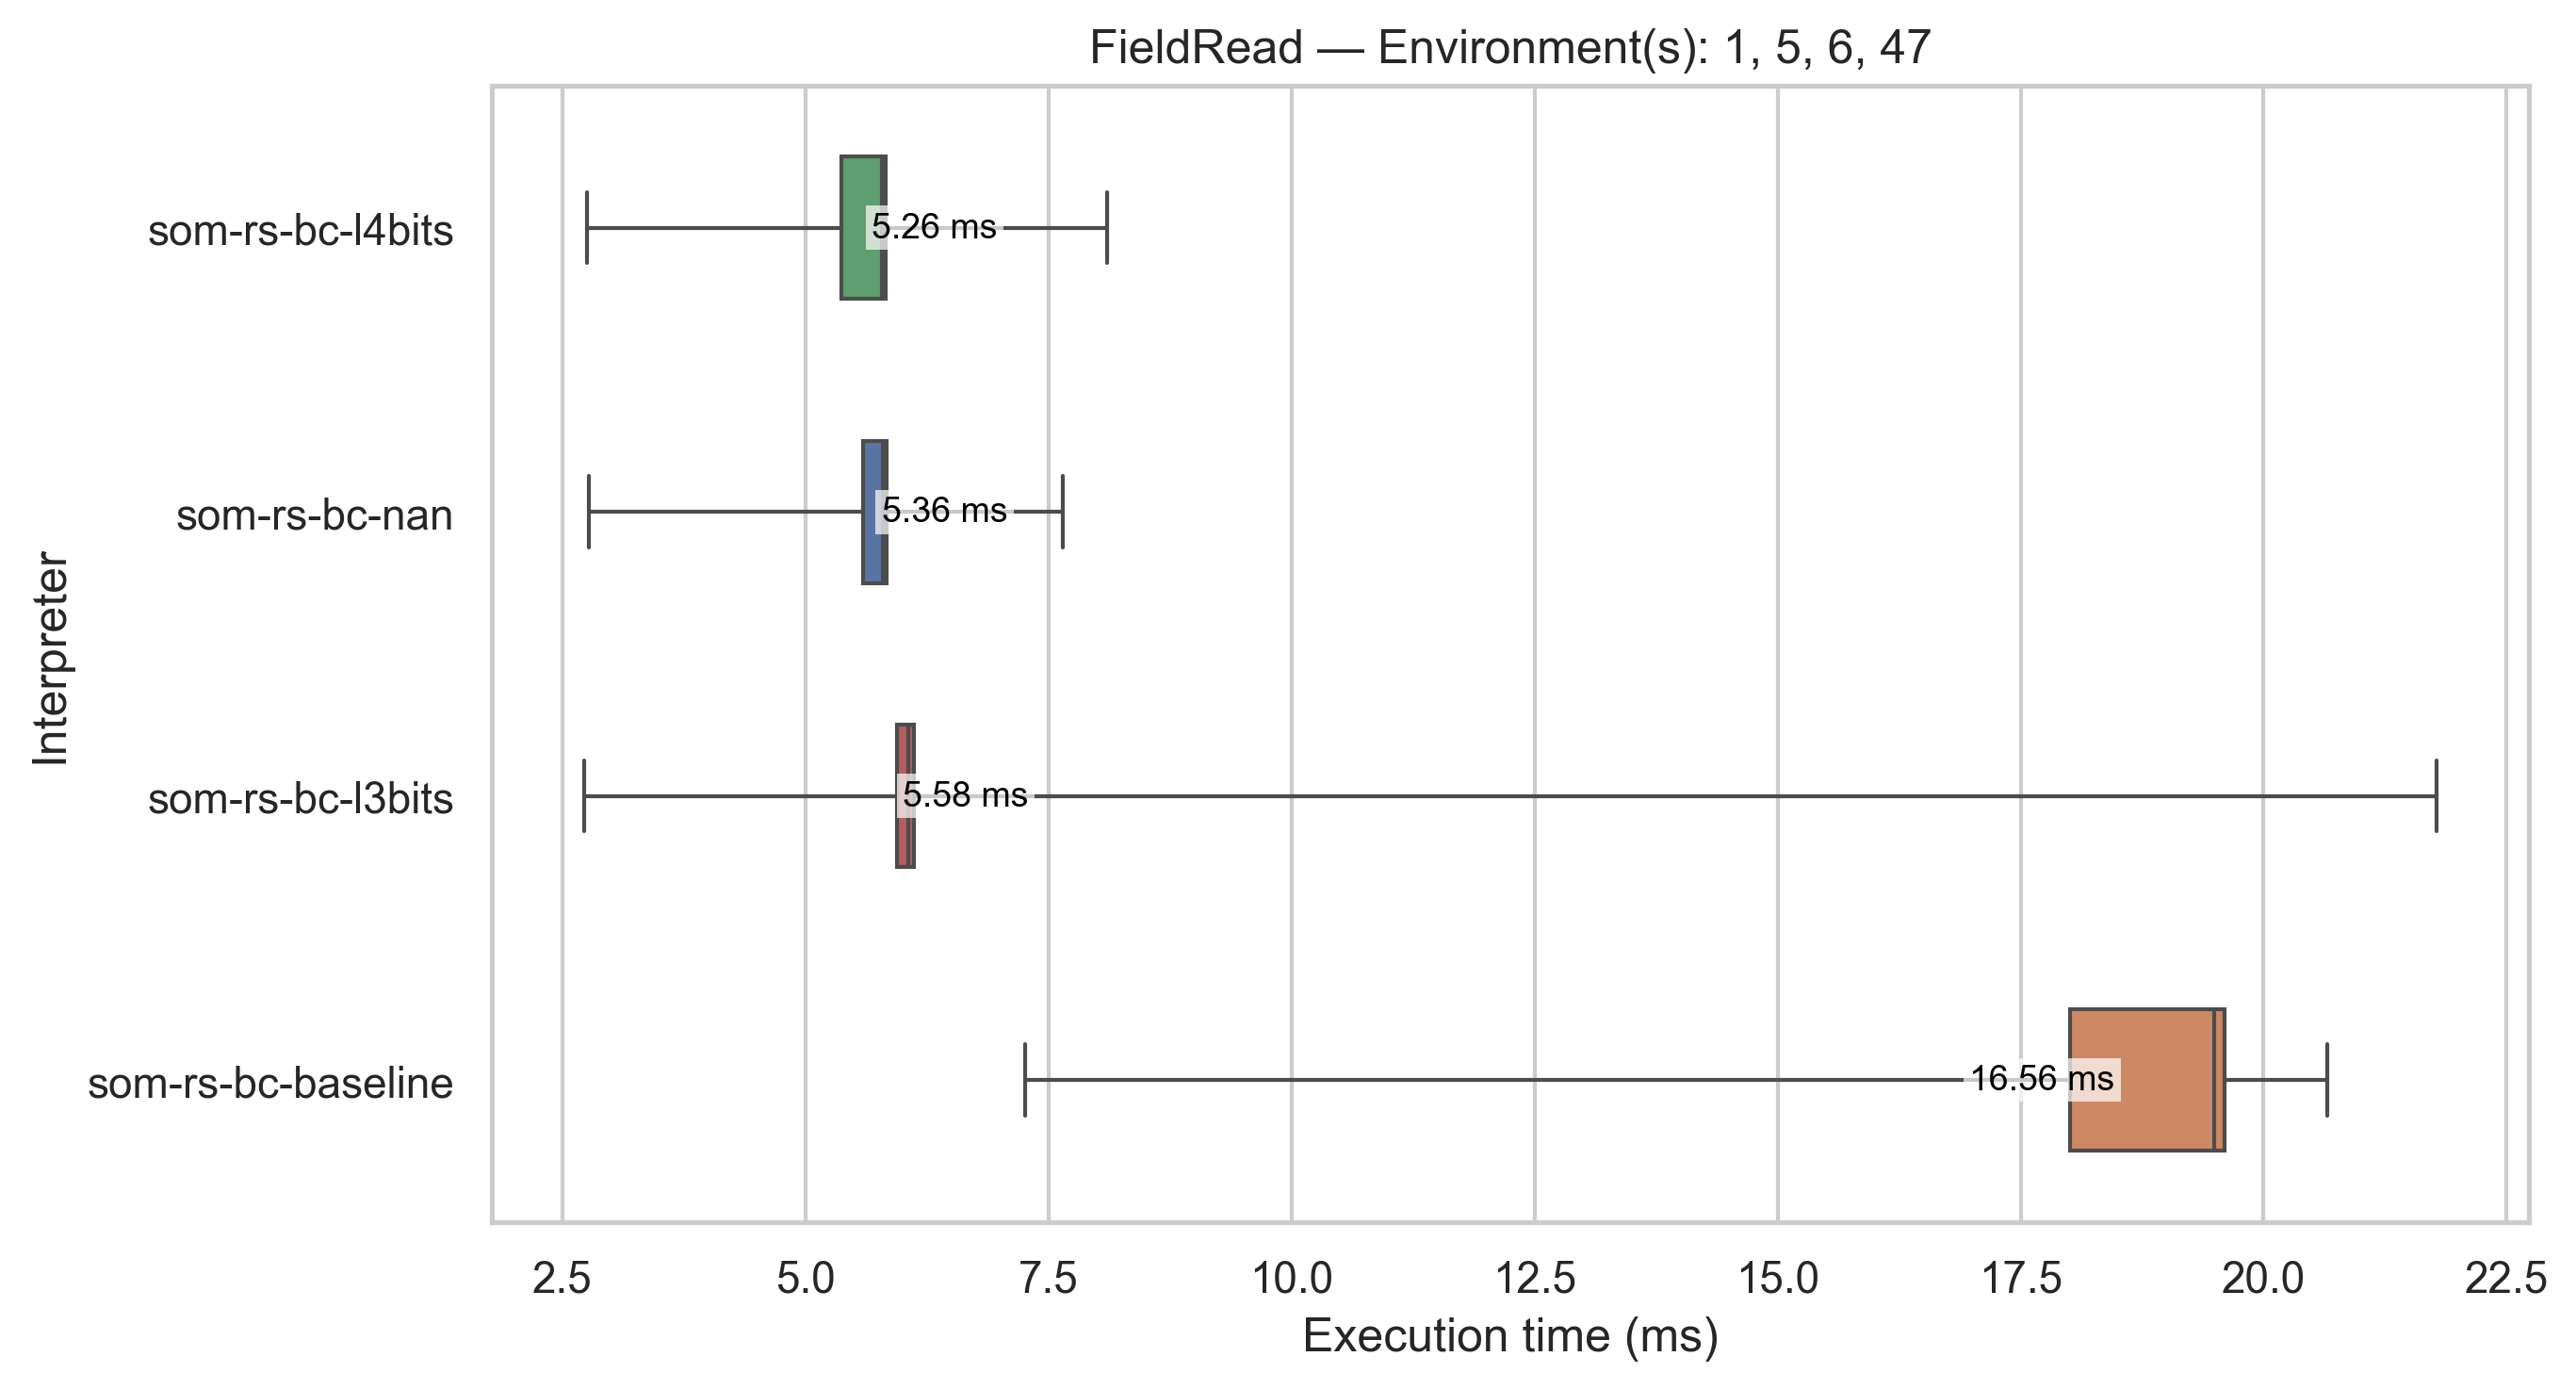 FieldRead — Environment(s): 1, 5, 6, 47
som-rs-bc-l4bits
5.26 ms
som-rs-bc-nan
5.36 ms
som-rs-bc-l3bits
5.58 ms
som-rs-bc-baseline
16.56 ms
Interpreter
2.5 5.0 7.5 10.0 12.5 15.0 17.5 20.0 22.5
Execution time (ms)